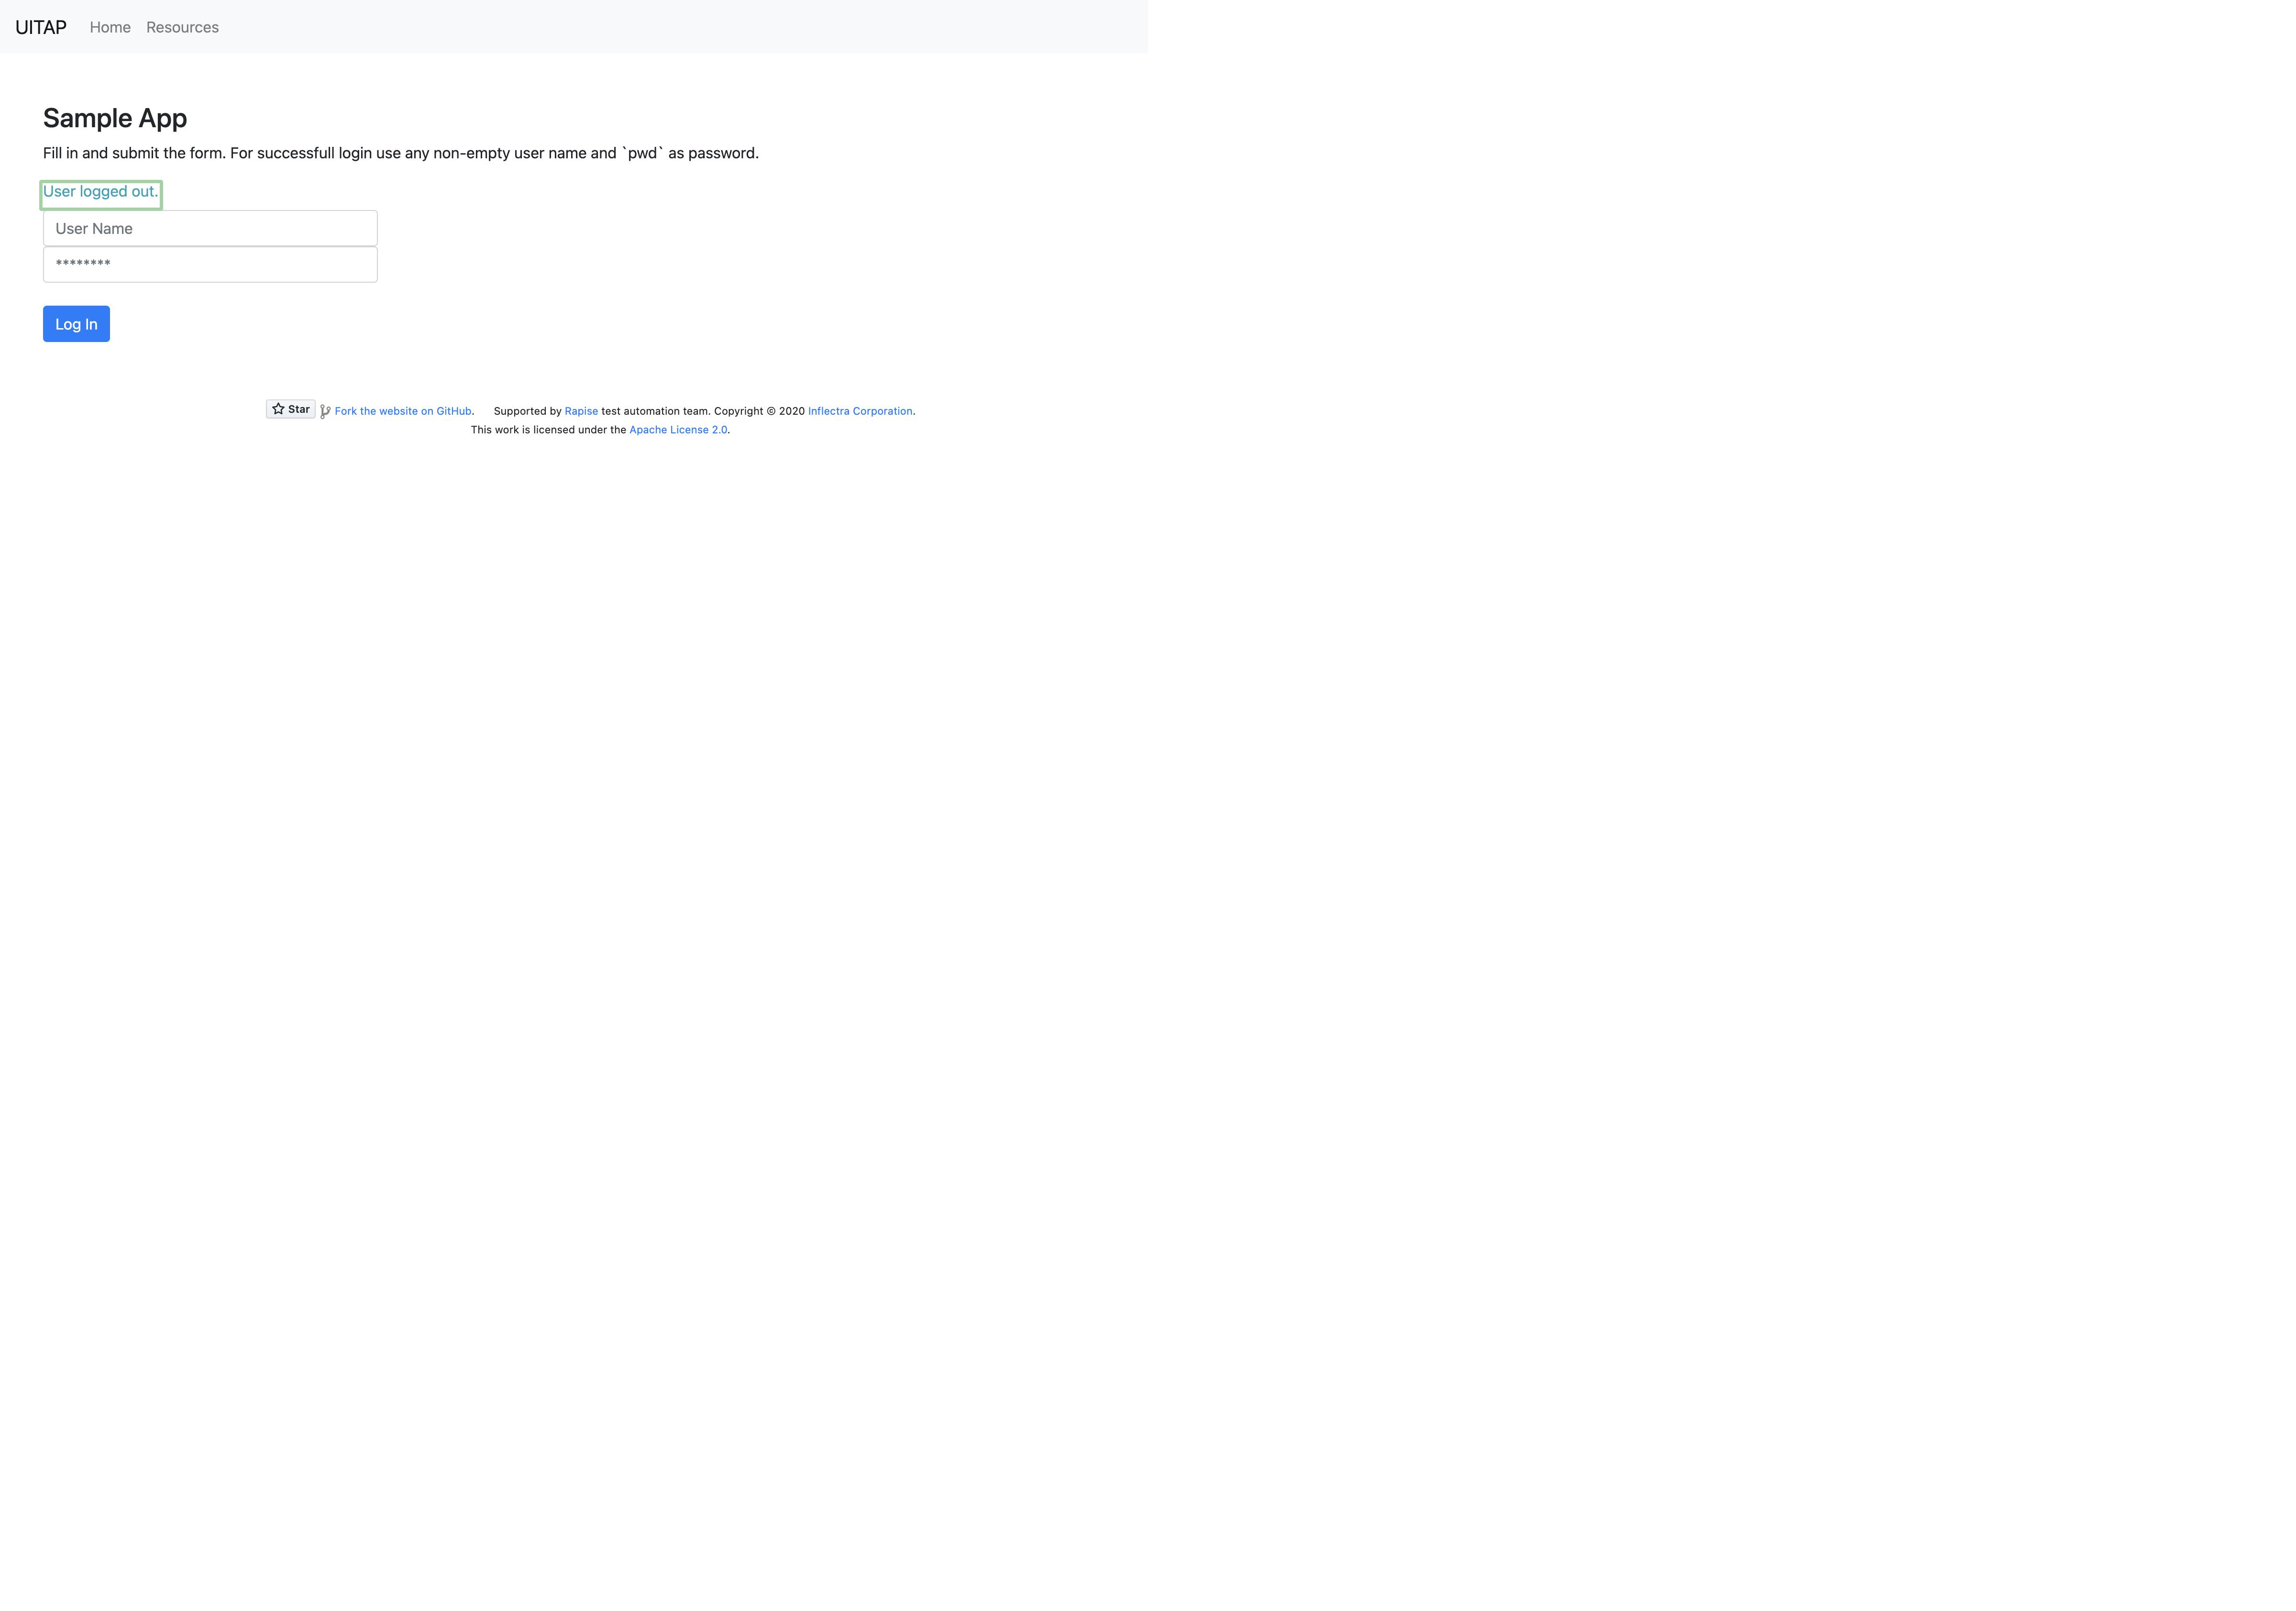 UITAP Home Resources
Sample App
Fill in and submit the form. For successfull login use any non-empty user name and `pwd` as password.
User logged out.
User Name
********
Log In
Star Fork the website on GitHub. Supported by Rapise test automation team. Copyright © 2020 Inflectra Corporation.
This work is licensed under the Apache License 2.0.